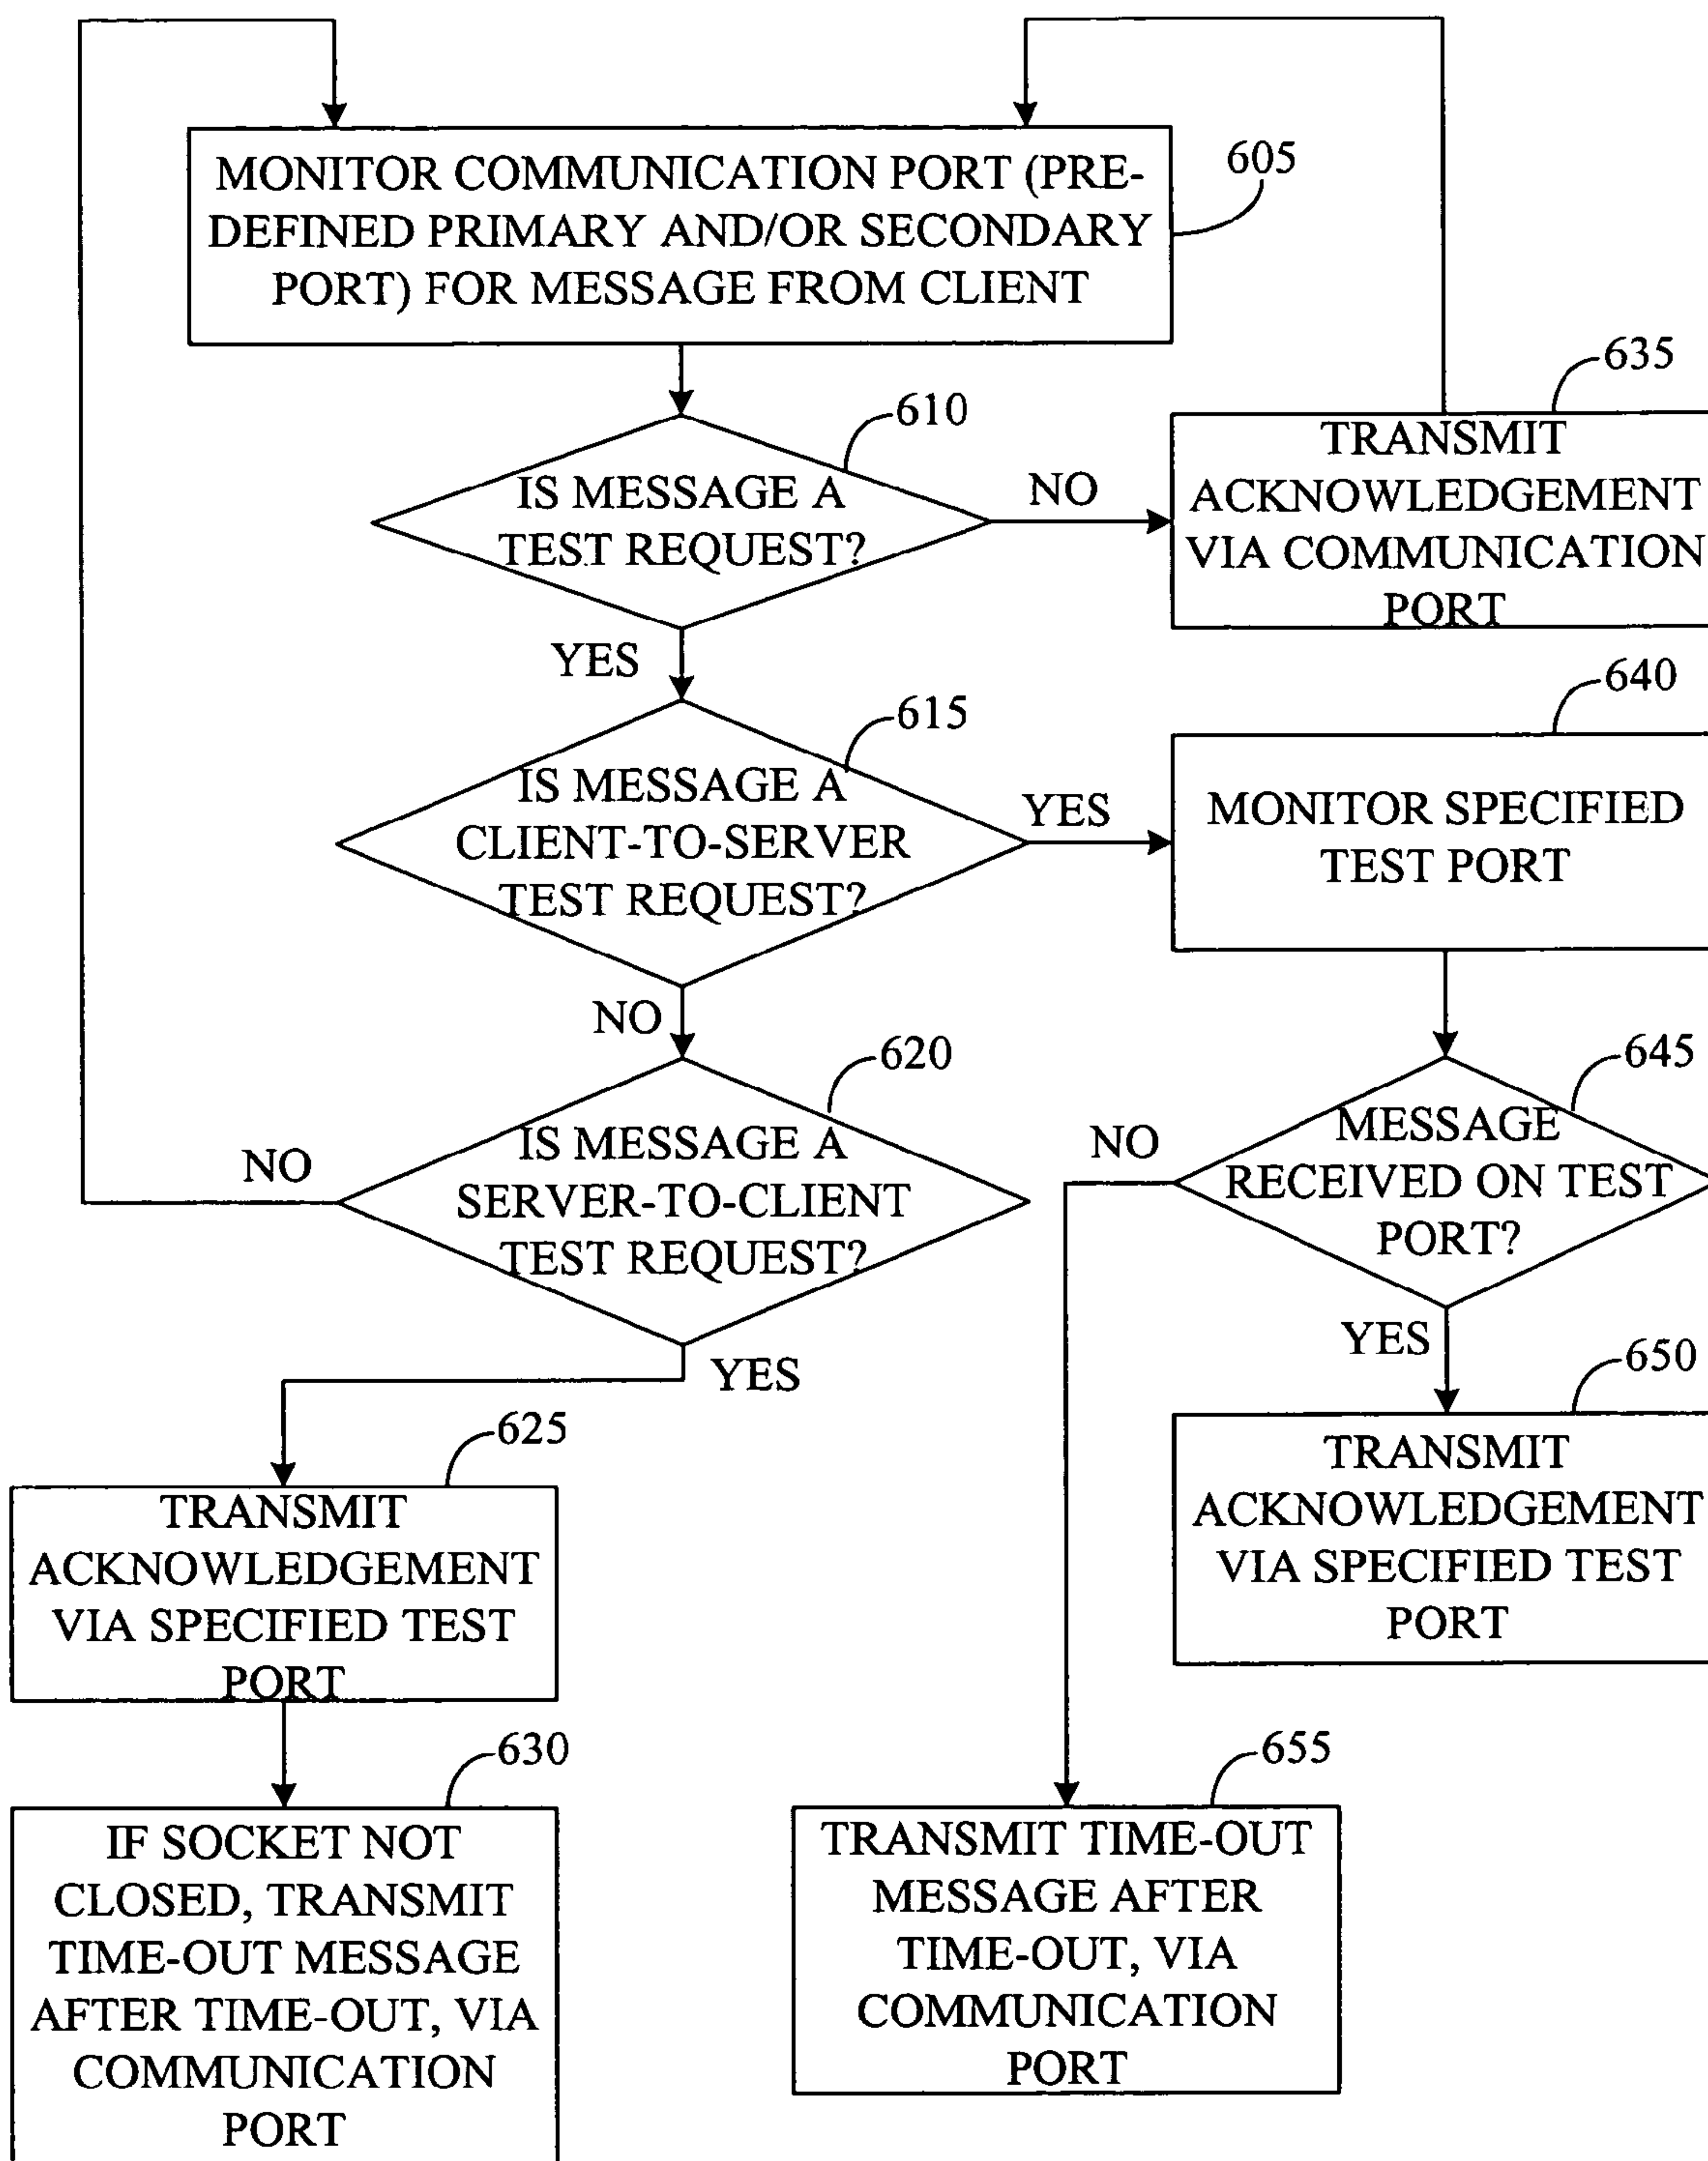 MONITOR COMMUNICATION PORT (PRE-
DEFINED PRIMARY AND/OR SECONDARY
PORT) FOR MESSAGE FROM CLIENT
605
610
IS MESSAGE A
TEST REQUEST?
NO
YES
635
TRANSMIT
ACKNOWLEDGEMENT
VIA COMMUNICATION
PORT
615
IS MESSAGE A
CLIENT-TO-SERVER
TEST REQUEST?
YES
NO
640
MONITOR SPECIFIED
TEST PORT
620
IS MESSAGE A
SERVER-TO-CLIENT
TEST REQUEST?
NO
YES
645
MESSAGE
RECEIVED ON TEST
PORT?
NO
YES
625
TRANSMIT
ACKNOWLEDGEMENT
VIA SPECIFIED TEST
PORT
650
TRANSMIT
ACKNOWLEDGEMENT
VIA SPECIFIED TEST
PORT
630
IF SOCKET NOT
CLOSED, TRANSMIT
TIME-OUT MESSAGE
AFTER TIME-OUT, VIA
COMMUNICATION
PORT
655
TRANSMIT TIME-OUT
MESSAGE AFTER
TIME-OUT, VIA
COMMUNICATION
PORT